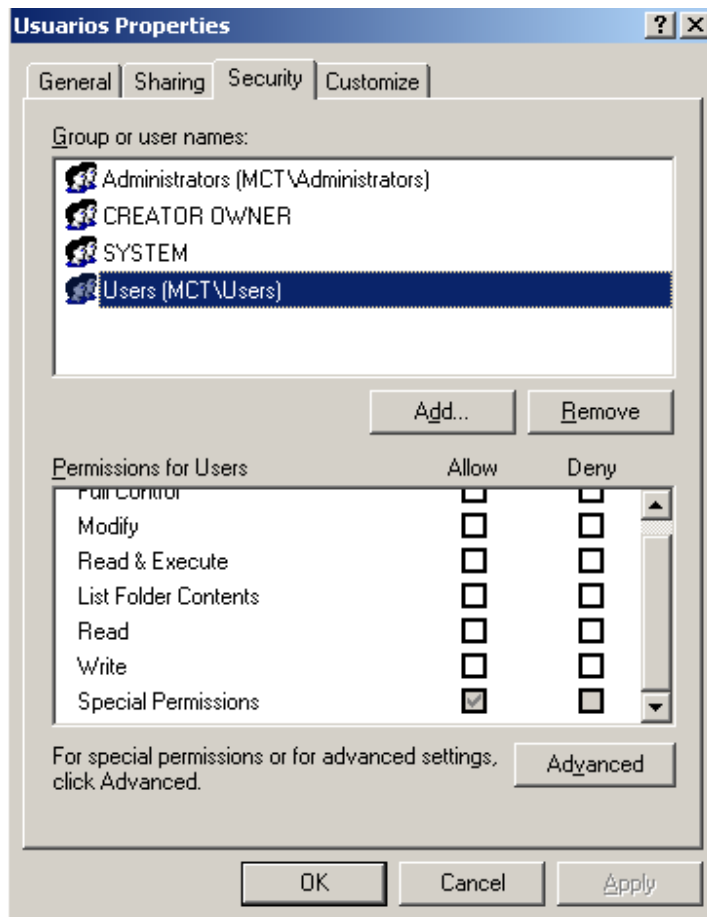 Usuarios Properties
General Sharing Security Customize
Group or user names:
Administrators (MCT\Administrators)
CREATOR OWNER
SYSTEM
Users (MCT\Users)
Add... Remove
Permissions for Users Allow Deny
Full Control
Modify
Read & Execute
List Folder Contents
Read
Write
Special Permissions
For special permissions or for advanced settings,
click Advanced.
Advanced
OK Cancel Apply